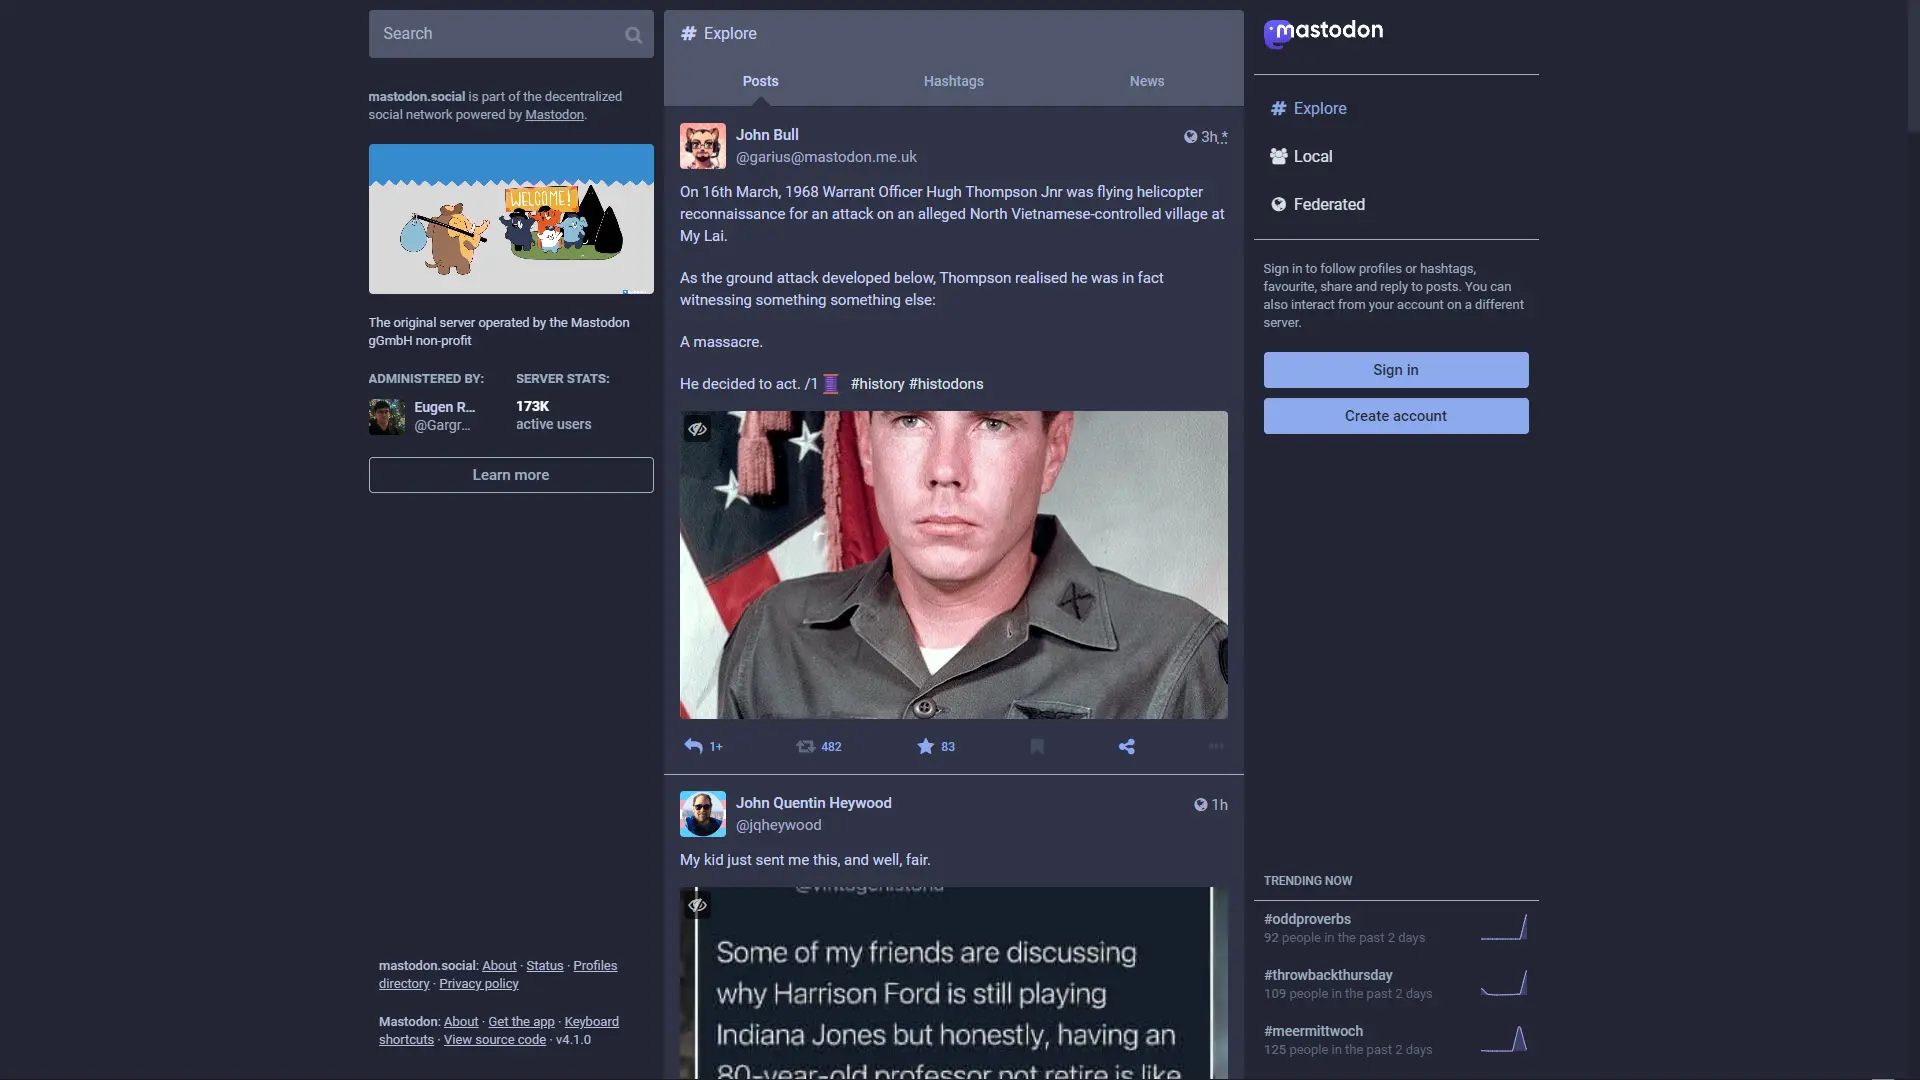 Search
mastodon.social is part of the decentralized
social network powered by Mastodon.
WELCOME!
The original server operated by the Mastodon
gGmbH non-profit
ADMINISTERED BY:
Eugen R...
@Gargr...
SERVER STATS:
173K
active users
Learn more
mastodon.social: About · Status · Profiles
directory · Privacy policy
Mastodon: About · Get the app · Keyboard
shortcuts · View source code · v4.1.0
# Explore
Posts
Hashtags
News
John Bull
@garius@mastodon.me.uk
3h *
On 16th March, 1968 Warrant Officer Hugh Thompson Jnr was flying helicopter
reconnaissance for an attack on an alleged North Vietnamese-controlled village at
My Lai.
As the ground attack developed below, Thompson realised he was in fact
witnessing something something else:
A massacre.
He decided to act. /1🧵 #history #histodons
1+
482
83
John Quentin Heywood
@jqheywood
1h
My kid just sent me this, and well, fair.
Some of my friends are discussing
why Harrison Ford is still playing
Indiana Jones but honestly, having an
80-year-old professor not retire is like
mastodon
# Explore
Local
Federated
Sign in to follow profiles or hashtags,
favourite, share and reply to posts. You can
also interact from your account on a different
server.
Sign in
Create account
TRENDING NOW
#oddproverbs
92 people in the past 2 days
#throwbackthursday
109 people in the past 2 days
#meermittwoch
125 people in the past 2 days